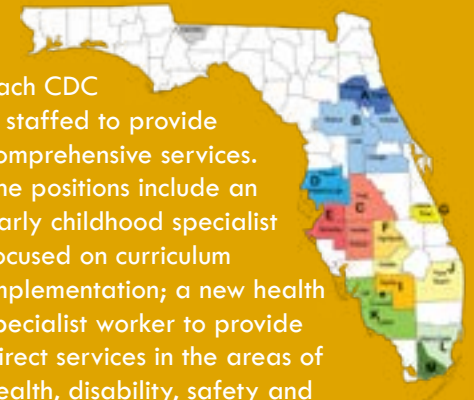 ach CDC
staffed to provide
omprehensive services.
he positions include an
arly childhood specialist
ocused on curriculum
mplementation; a new health
pecialist worker to provide
irect services in the areas of
ealth, disability, safety and
A
B
D
C
E
G
F
J
I
K
L